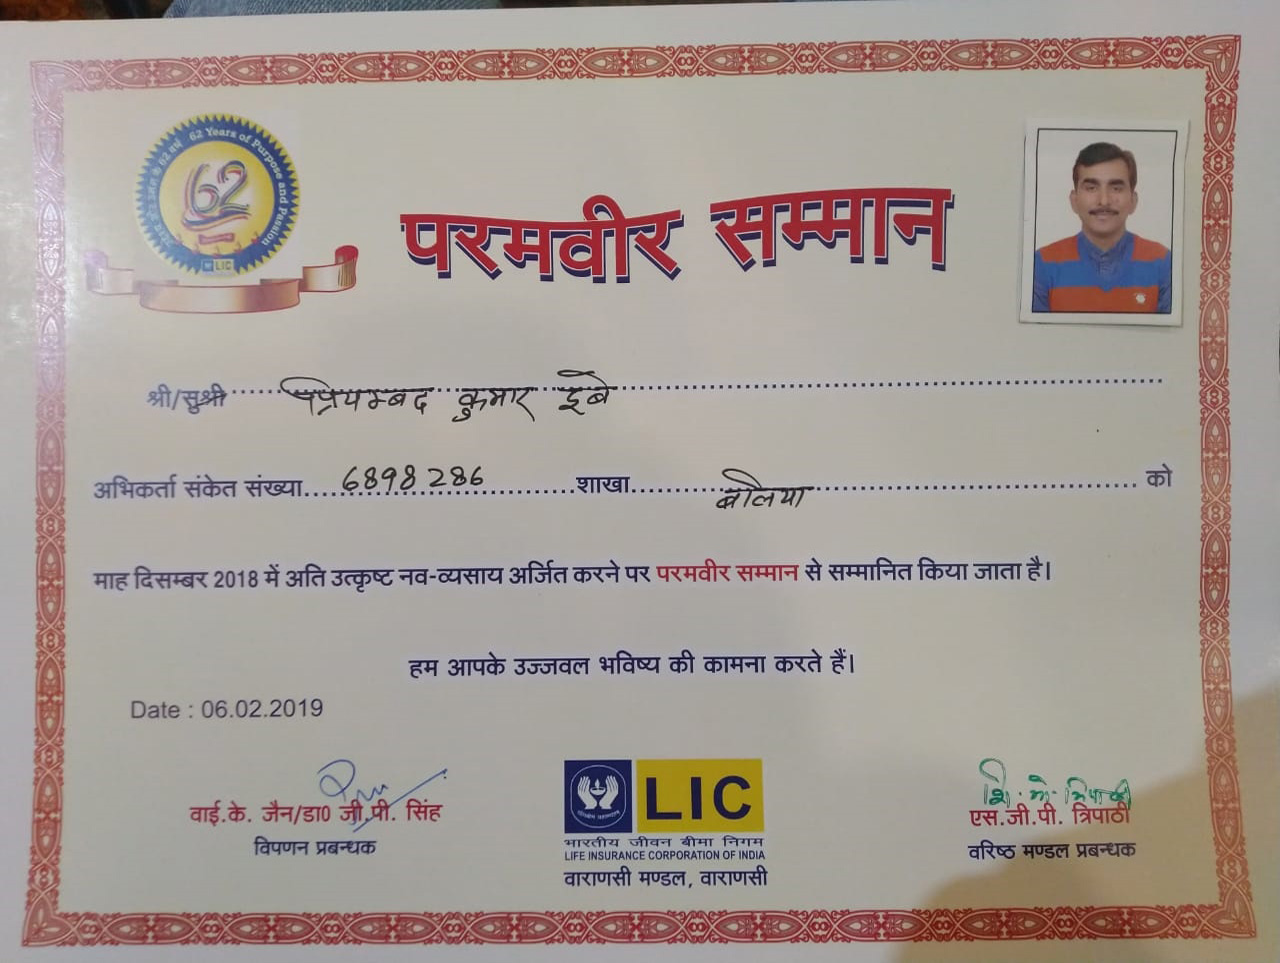 62 Years of Purpose and Passion
62
LIC
परमवीर सम्मान
श्री/सुश्री प्रियम्बद कुमार दुबे
अभिकर्ता संकेत संख्या 6898286 शाखा बलिया को
माह दिसम्बर 2018 में अति उत्कृष्ट नव-व्यसाय अर्जित करने पर परमवीर सम्मान से सम्मानित किया जाता है।
हम आपके उज्जवल भविष्य की कामना करते हैं।
Date : 06.02.2019
वाई.के. जैन/डा0 जी.पी. सिंह
विपणन प्रबन्धक
LIC
भारतीय जीवन बीमा निगम
LIFE INSURANCE CORPORATION OF INDIA
वाराणसी मण्डल, वाराणसी
एस.जी.पी. त्रिपाठी
वरिष्ठ मण्डल प्रबन्धक